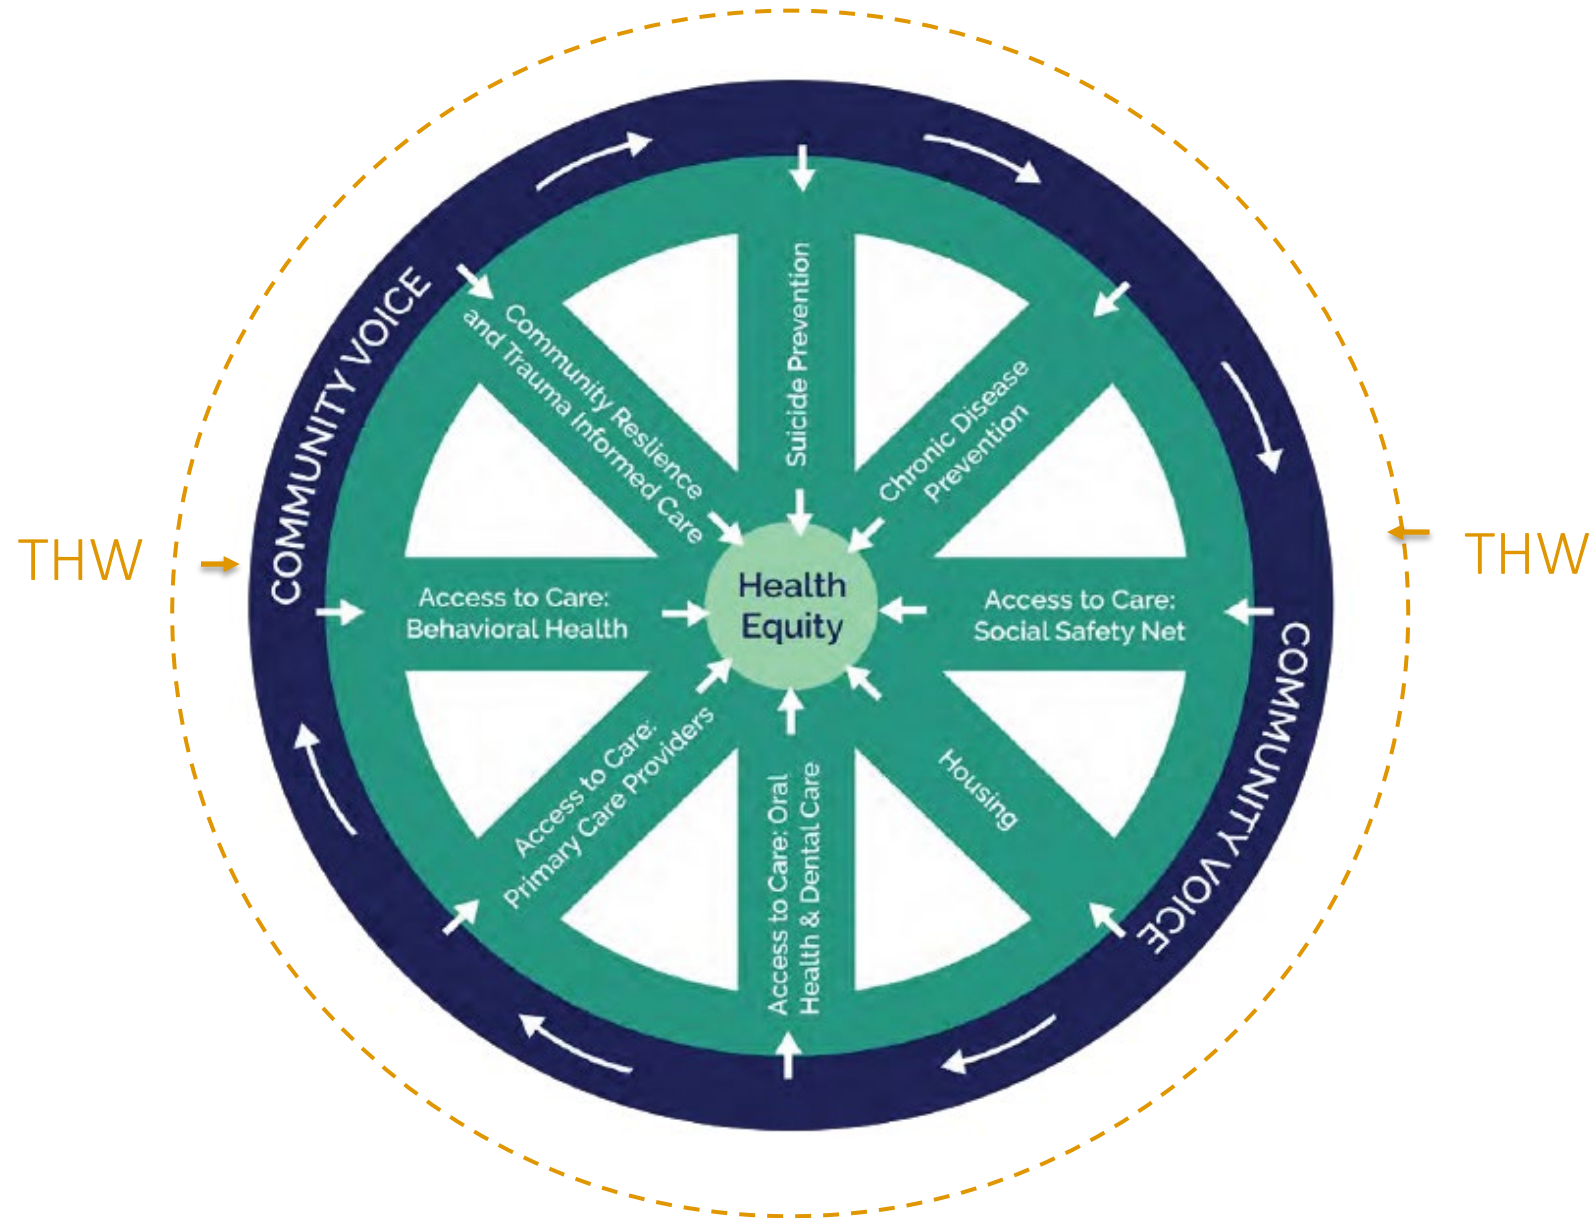 COMMUNITY VOICE
Suicide Prevention
Community Reslience
and Trauma Informed Care
Chronic Disease
Prevention
THW
THW
Access to Care:
Behavioral Health
Health
Equity
Access to Care:
Social Safety Net
COMMUNITY VOICE
Access to Care:
Primary Care Providers
Access to Care: Oral
Health & Dental Care
Housing